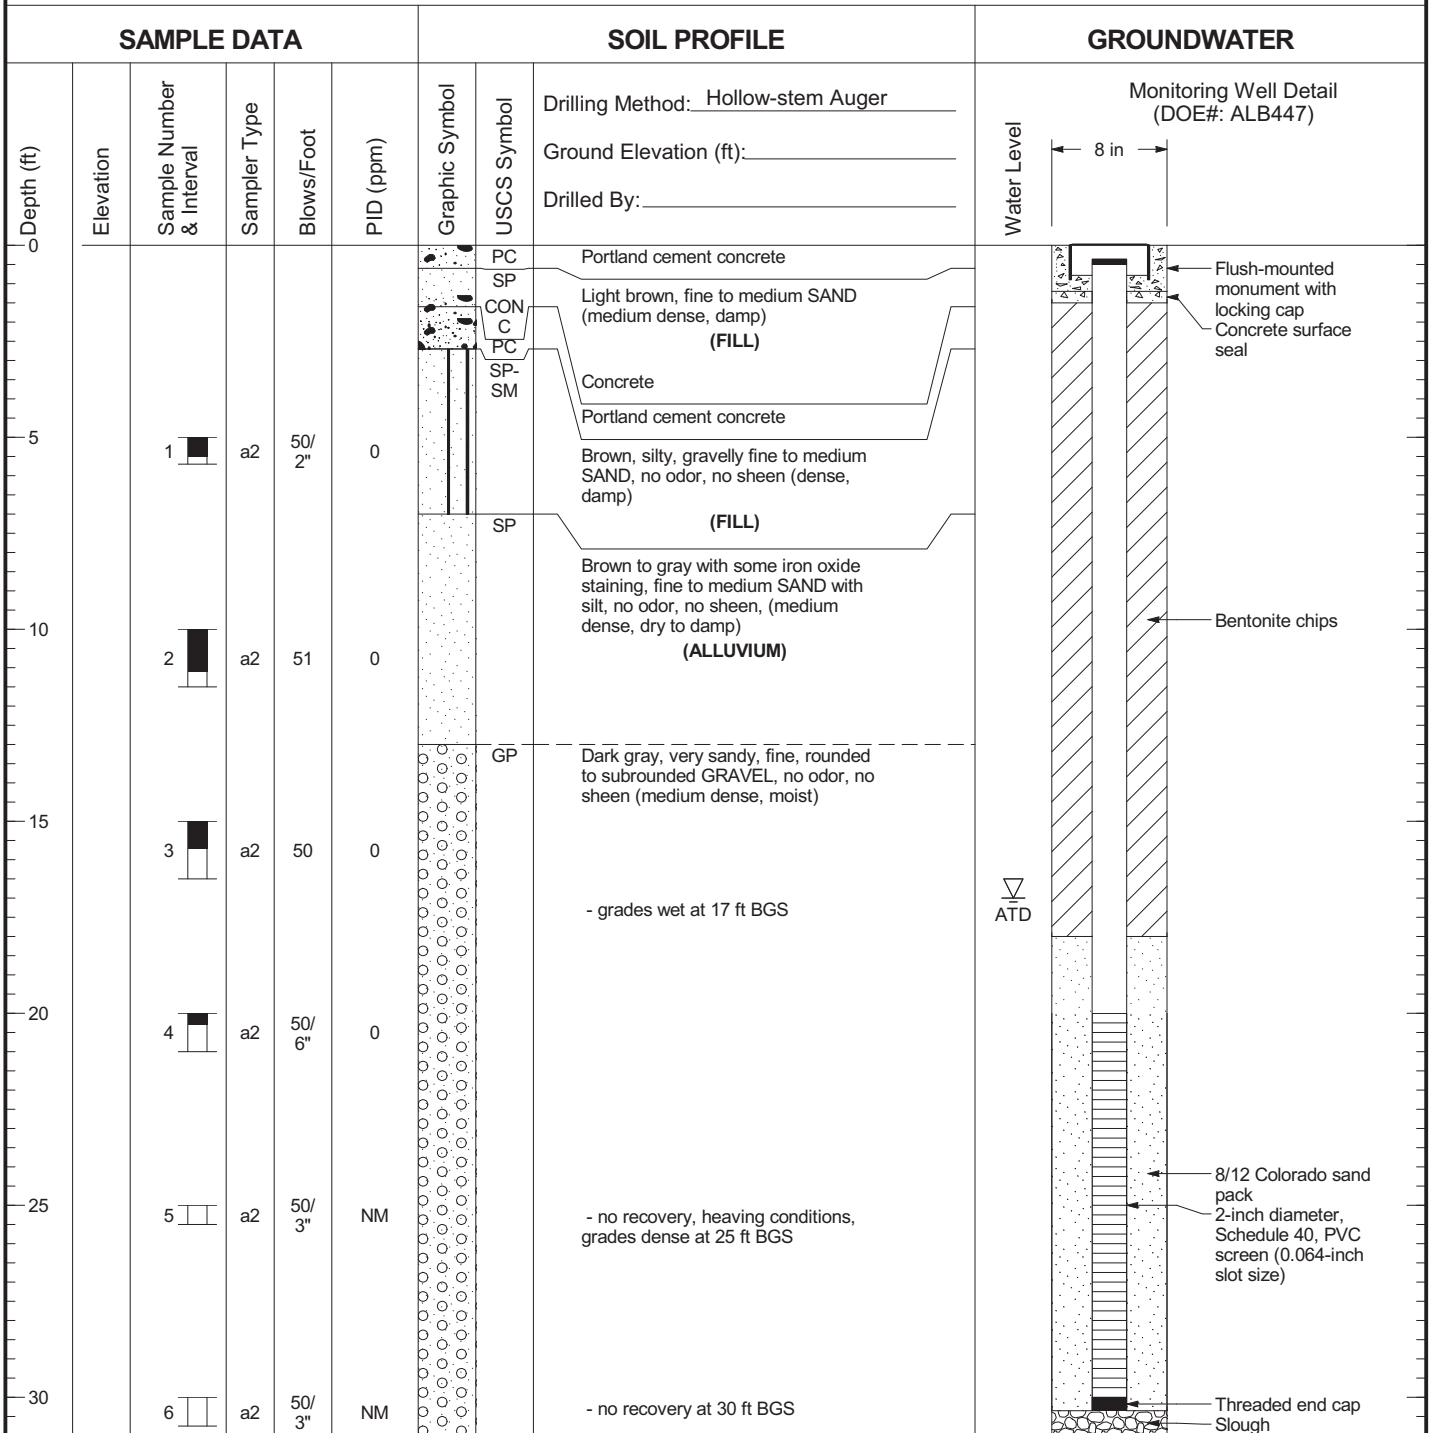 SAMPLE DATA
SOIL PROFILE
GROUNDWATER
Depth (ft)
Elevation
Sample Number
& Interval
Sampler Type
Blows/Foot
PID (ppm)
Graphic Symbol
USCS Symbol
Drilling Method: Hollow-stem Auger
Ground Elevation (ft):
Drilled By:
Water Level
Monitoring Well Detail
(DOE#: ALB447)
8 in
0
PC
Portland cement concrete
SP
Light brown, fine to medium SAND
(medium dense, damp)
(FILL)
CON
C
Concrete
PC
Portland cement concrete
SP-
SM
Brown, silty, gravelly fine to medium
SAND, no odor, no sheen (dense,
damp)
(FILL)
Flush-mounted
monument with
locking cap
Concrete surface
seal
5
1
a2
50/
2"
0
SP
Brown to gray with some iron oxide
staining, fine to medium SAND with
silt, no odor, no sheen, (medium
dense, dry to damp)
(ALLUVIUM)
10
2
a2
51
0
Bentonite chips
GP
Dark gray, very sandy, fine, rounded
to subrounded GRAVEL, no odor, no
sheen (medium dense, moist)
15
3
a2
50
0
- grades wet at 17 ft BGS
ATD
20
4
a2
50/
6"
0
8/12 Colorado sand
pack
2-inch diameter,
Schedule 40, PVC
screen (0.064-inch
slot size)
25
5
a2
50/
3"
NM
- no recovery, heaving conditions,
grades dense at 25 ft BGS
30
6
a2
50/
3"
NM
- no recovery at 30 ft BGS
Threaded end cap
Slough